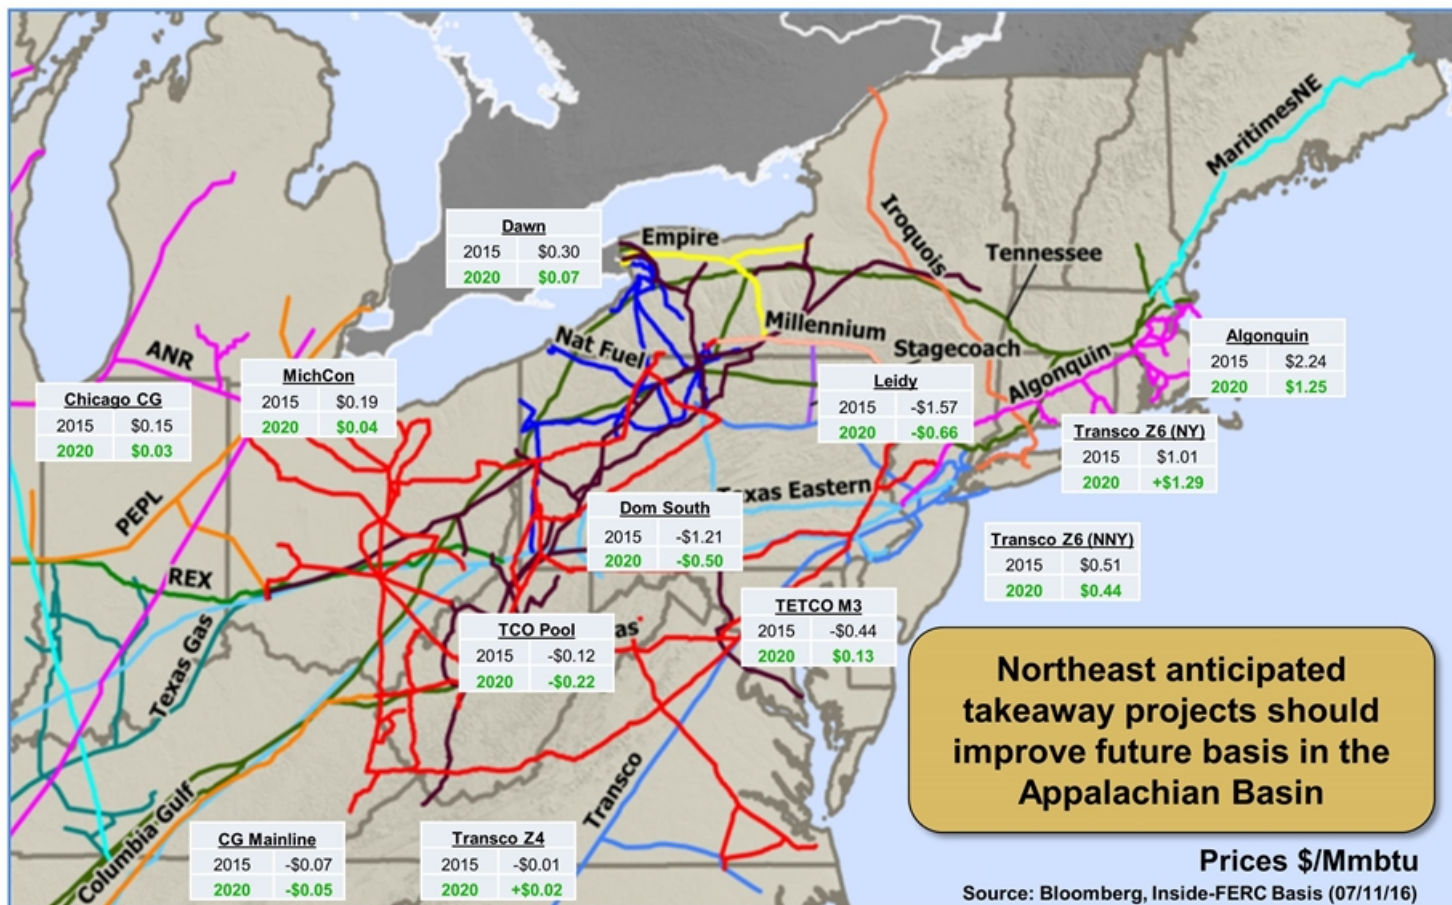 MaritimesNE
Dawn
2015 $0.30
2020 $0.07
Empire
Iroquois
Tennessee
Nat Fuel
Millennium
Stagecoach
Algonquin
Algonquin
2015 $2.24
2020 $1.25
ANR
MichCon
2015 $0.19
2020 $0.04
Chicago CG
2015 $0.15
2020 $0.03
Leidy
2015 -$1.57
2020 -$0.66
Transco Z6 (NY)
2015 $1.01
2020 +$1.29
PEPL
Texas Eastern
Dom South
2015 -$1.21
2020 -$0.50
Transco Z6 (NNY)
2015 $0.51
2020 $0.44
REX
Texas Gas
TCO Pool
2015 -$0.12
2020 -$0.22
TETCO M3
2015 -$0.44
2020 $0.13
Northeast anticipated
takeaway projects should
improve future basis in the
Appalachian Basin
Transco
Columbia Gulf
CG Mainline
2015 -$0.07
2020 -$0.05
Transco Z4
2015 -$0.01
2020 +$0.02
Prices $/Mmbtu
Source: Bloomberg, Inside-FERC Basis (07/11/16)